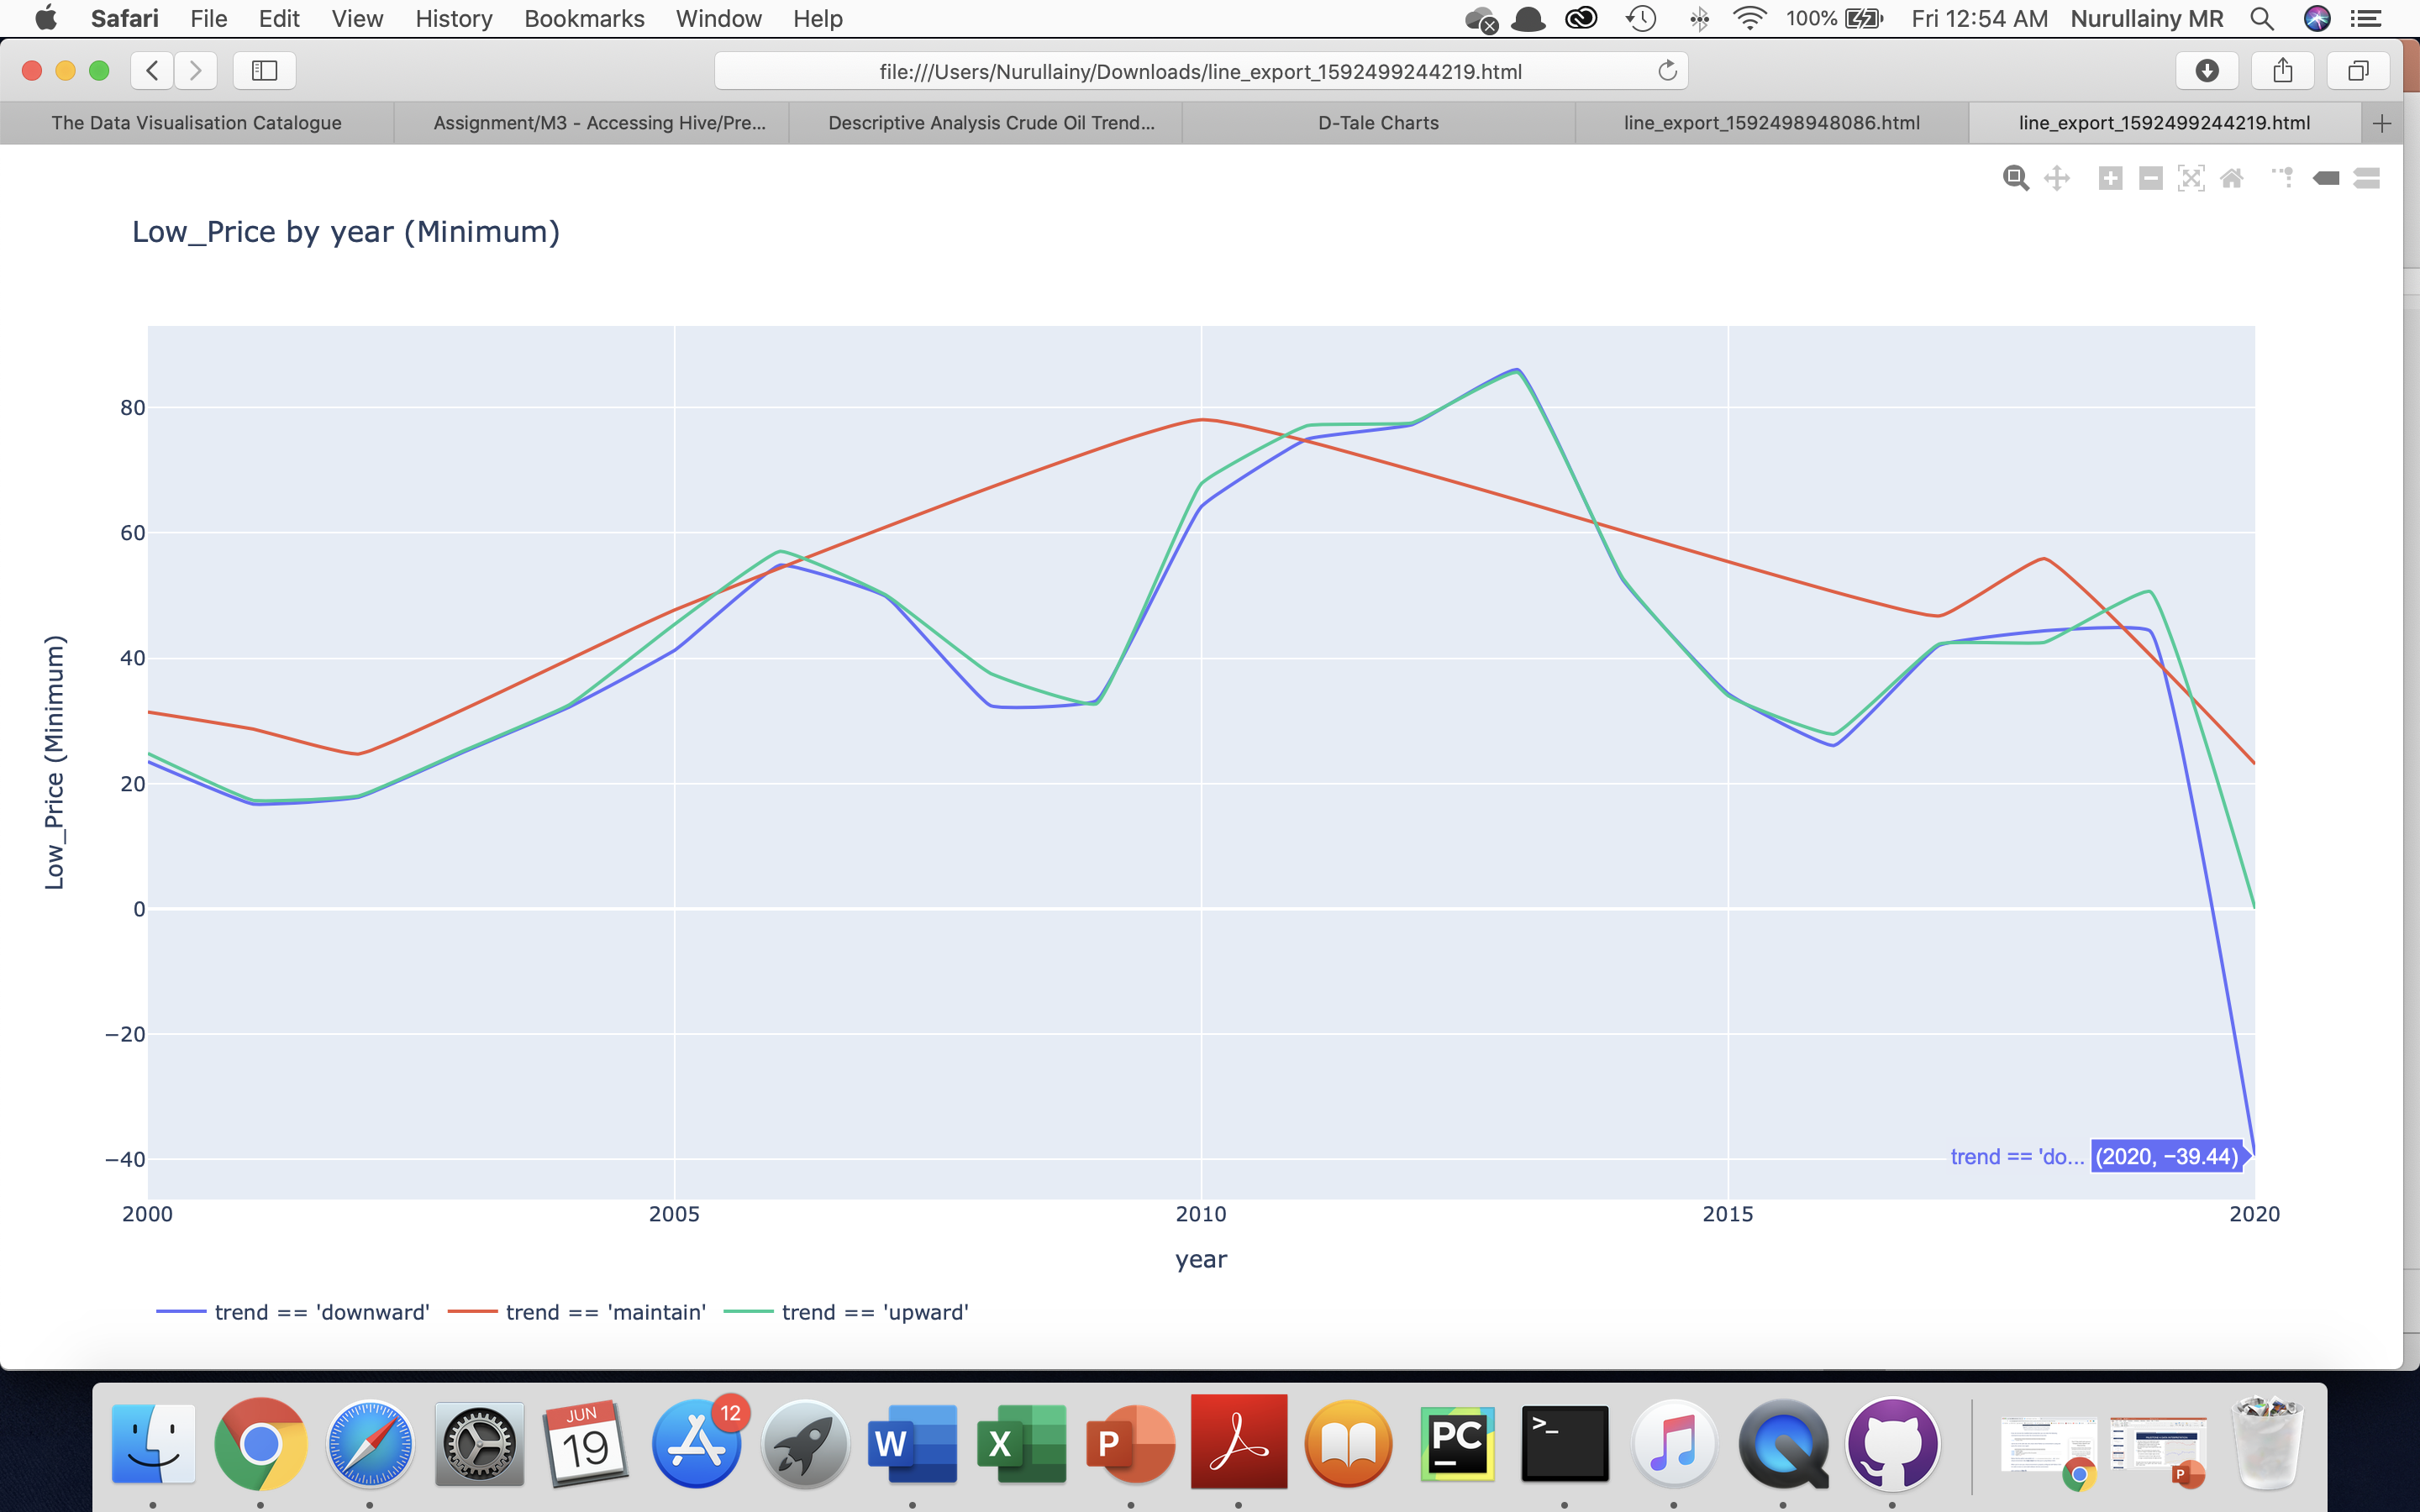 Safari File Edit View History Bookmarks Window Help 100% Fri 12:54 AM Nurullainy MR
file:///Users/Nurullainy/Downloads/line_export_1592499244219.html
The Data Visualisation Catalogue Assignment/M3 - Accessing Hive/Pre... Descriptive Analysis Crude Oil Trend... D-Tale Charts line_export_1592498948086.html line_export_1592499244219.html
Low_Price by year (Minimum)
80
60
40
20
0
−20
−40
Low_Price (Minimum)
trend == 'do... (2020, −39.44)
2000 2005 2010 2015 2020
year
trend == 'downward' trend == 'maintain' trend == 'upward'
JUN
19
12
W
X
P
PC
>_
P